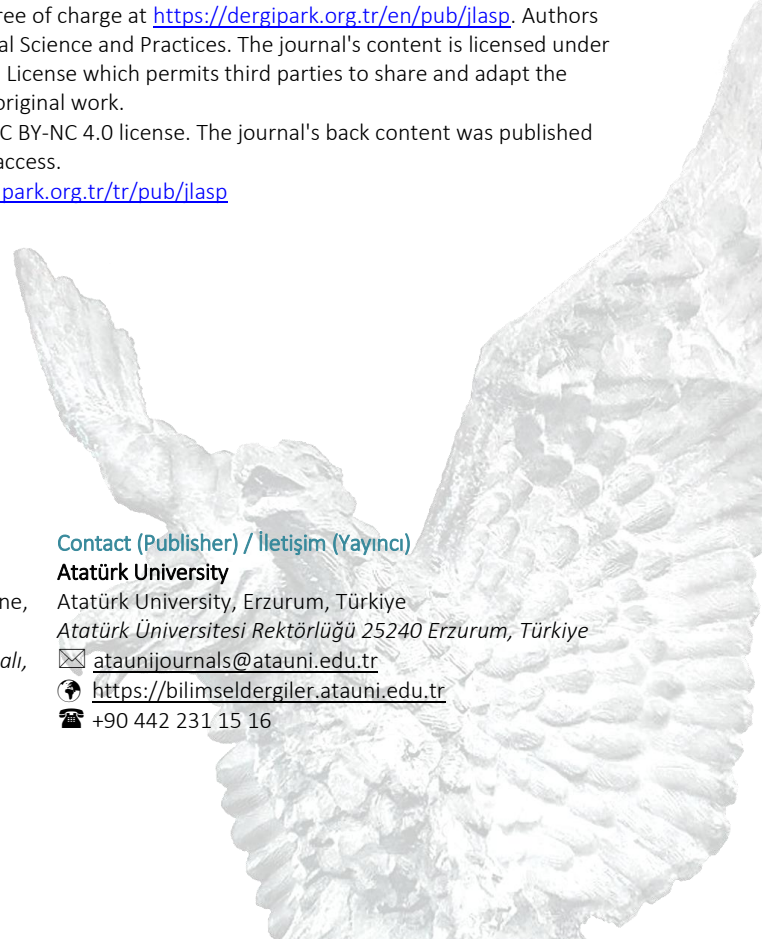 ree of charge at https://dergipark.org.tr/en/pub/jlasp. Authors
al Science and Practices. The journal's content is licensed under
License which permits third parties to share and adapt the
original work.
C BY-NC 4.0 license. The journal's back content was published
access.
park.org.tr/tr/pub/jlasp
Contact (Publisher) / İletişim (Yayıncı)
Atatürk University
ne,
Atatürk University, Erzurum, Türkiye
Atatürk Üniversitesi Rektörlüğü 25240 Erzurum, Türkiye
alı,
ataunijournals@atauni.edu.tr
https://bilimseldergiler.atauni.edu.tr
+90 442 231 15 16